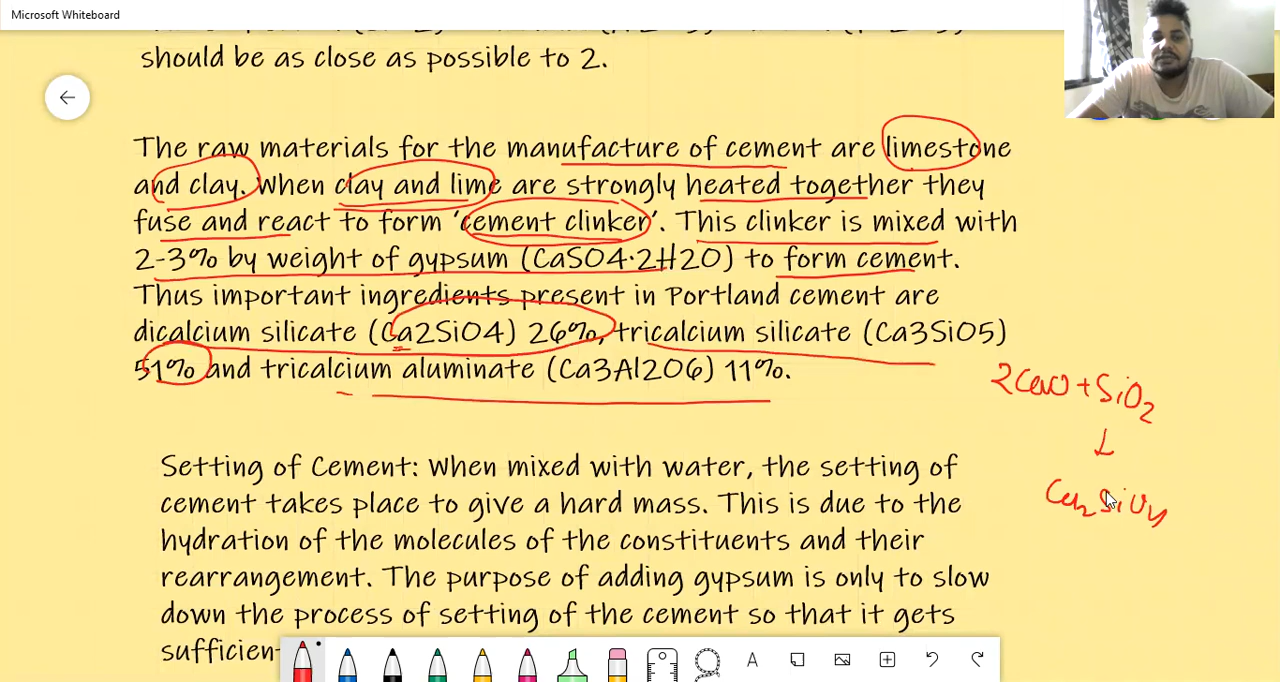 Microsoft Whiteboard
should be as close as possible to 2.
The raw materials for the manufacture of cement are limestone
and clay. When clay and lime are strongly heated together they
fuse and react to form 'cement clinker'. This clinker is mixed with
2-3% by weight of gypsum (CaSO4·2H2O) to form cement.
Thus important ingredients present in Portland cement are
dicalcium silicate (Ca2SiO4) 26%, tricalcium silicate (Ca3SiO5)
51% and tricalcium aluminate (Ca3Al2O6) 11%.
2CaO + SiO2
Ca2SiO4
Setting of Cement: When mixed with water, the setting of
cement takes place to give a hard mass. This is due to the
hydration of the molecules of the constituents and their
rearrangement. The purpose of adding gypsum is only to slow
down the process of setting of the cement so that it gets
sufficien
A